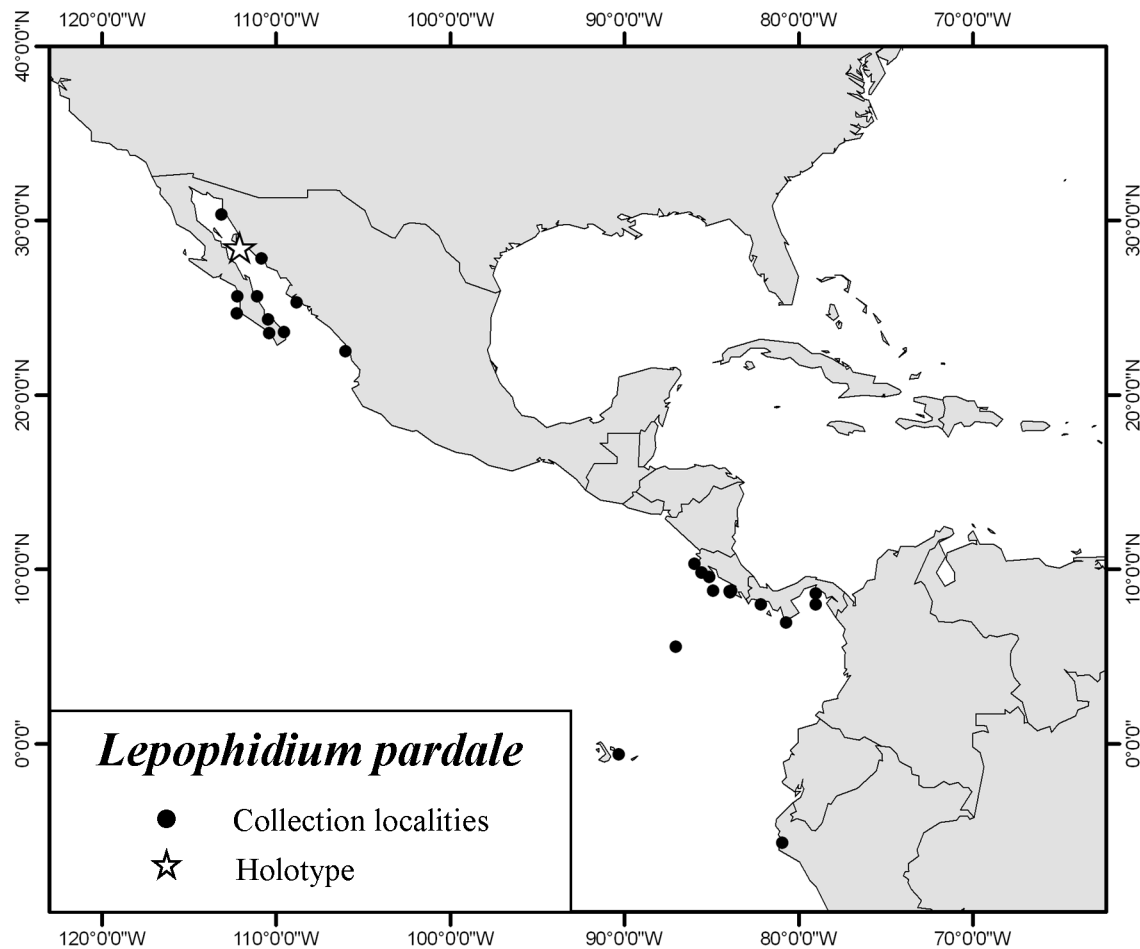 120°0'0"W 110°0'0"W 100°0'0"W 90°0'0"W 80°0'0"W 70°0'0"W
40°0'0"N
30°0'0"N 30°0'0"N
20°0'0"N 20°0'0"N
10°0'0"N 10°0'0"N
0°0'0" 0°0'0"
Lepophidium pardale
Collection localities
Holotype
120°0'0"W 110°0'0"W 100°0'0"W 90°0'0"W 80°0'0"W 70°0'0"W